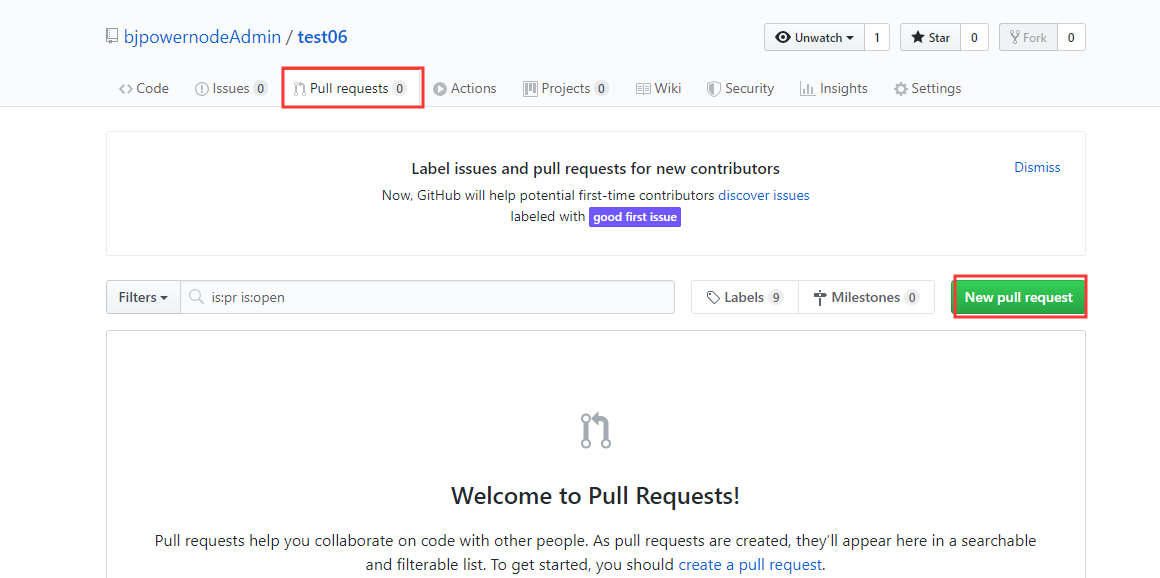 bjpowernodeAdmin / test06
Unwatch 1 Star 0 Fork 0
Code Issues 0 Pull requests 0 Actions Projects 0 Wiki Security Insights Settings
Label issues and pull requests for new contributors
Dismiss
Now, GitHub will help potential first-time contributors discover issues
labeled with good first issue
Filters is:pr is:open Labels 9 Milestones 0 New pull request
Welcome to Pull Requests!
Pull requests help you collaborate on code with other people. As pull requests are created, they’ll appear here in a searchable
and filterable list. To get started, you should create a pull request.